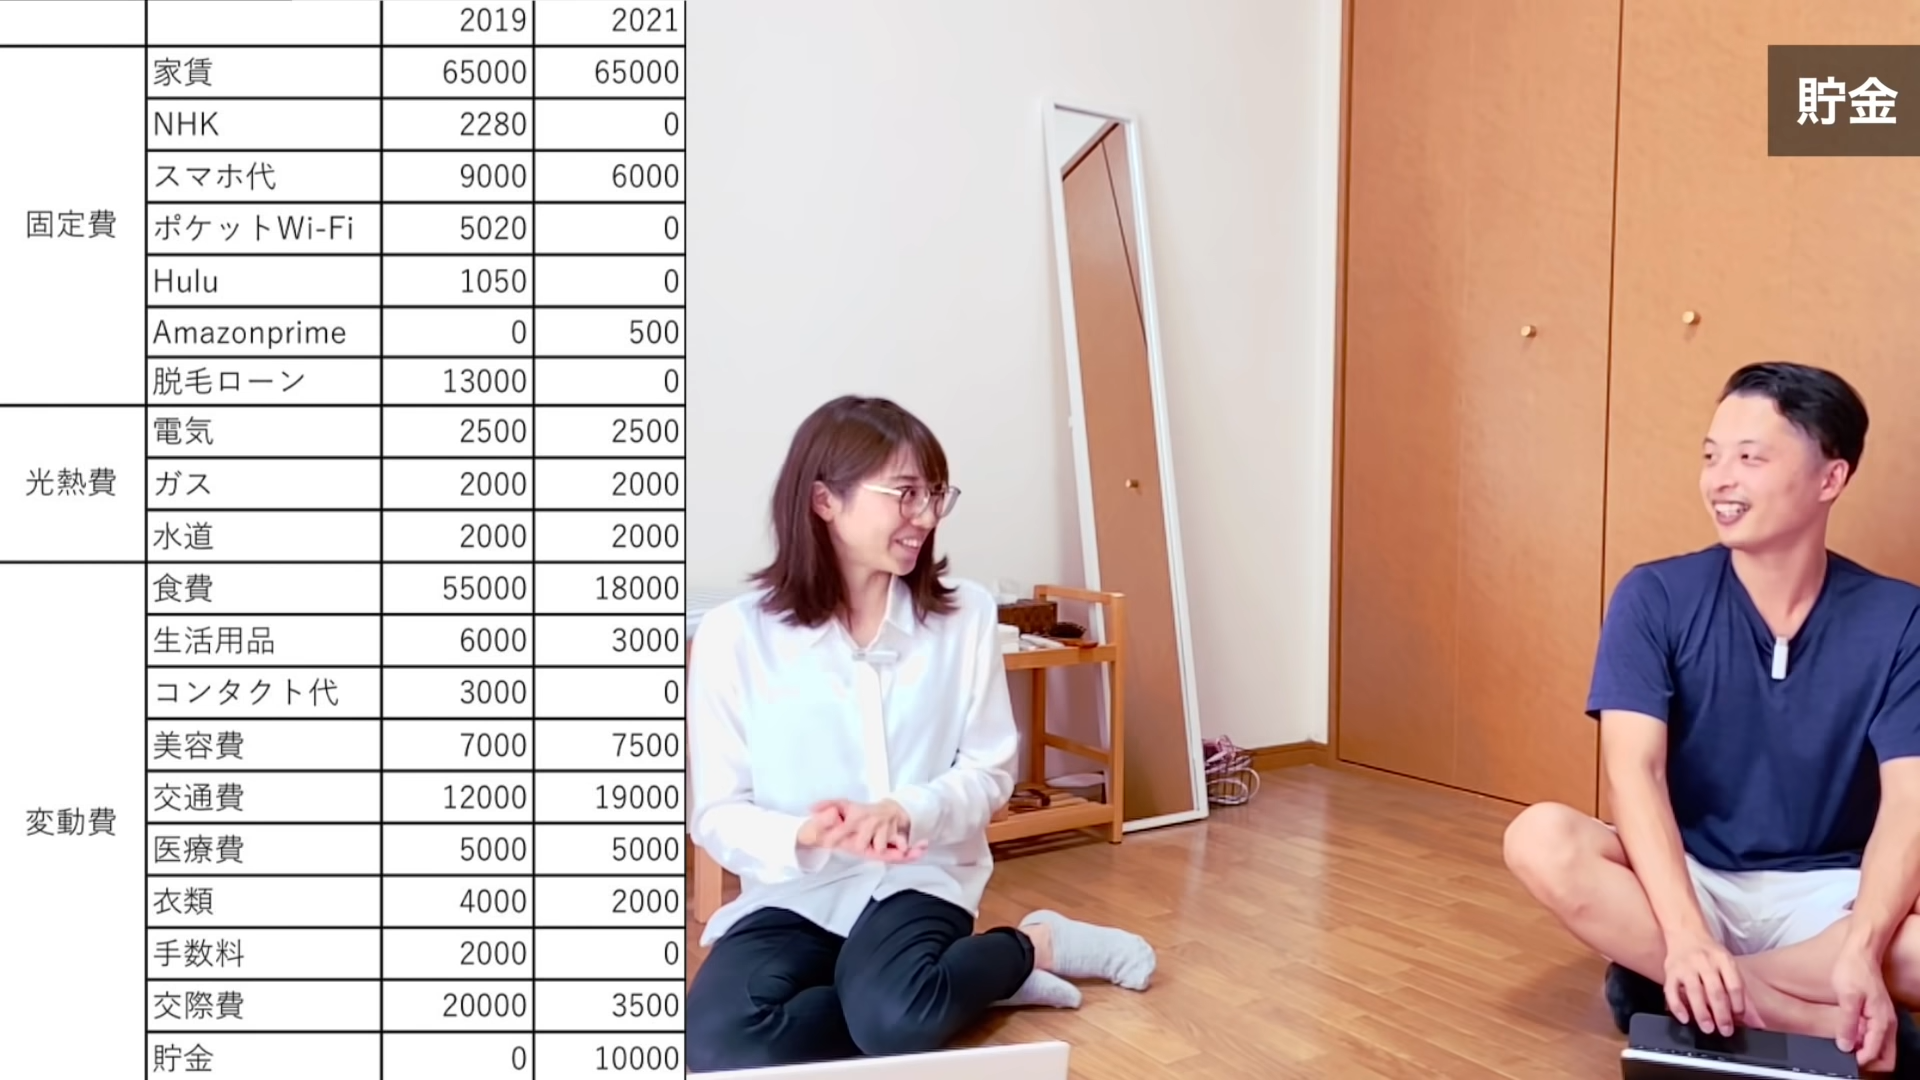 2019 2021
固定費
家賃 65000 65000
NHK 2280 0
スマホ代 9000 6000
ポケットWi-Fi 5020 0
Hulu 1050 0
Amazonprime 0 500
脱毛ローン 13000 0
光熱費
電気 2500 2500
ガス 2000 2000
水道 2000 2000
変動費
食費 55000 18000
生活用品 6000 3000
コンタクト代 3000 0
美容費 7000 7500
交通費 12000 19000
医療費 5000 5000
衣類 4000 2000
手数料 2000 0
交際費 20000 3500
貯金 0 10000
貯金